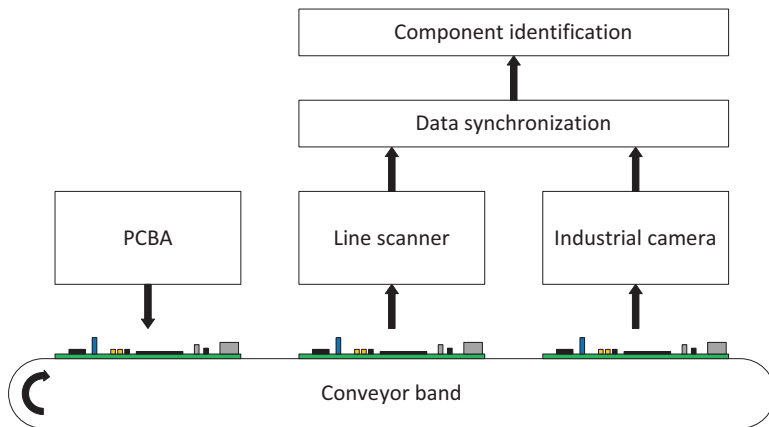 Component identification
Data synchronization
PCBA
Line scanner
Industrial camera
Conveyor band